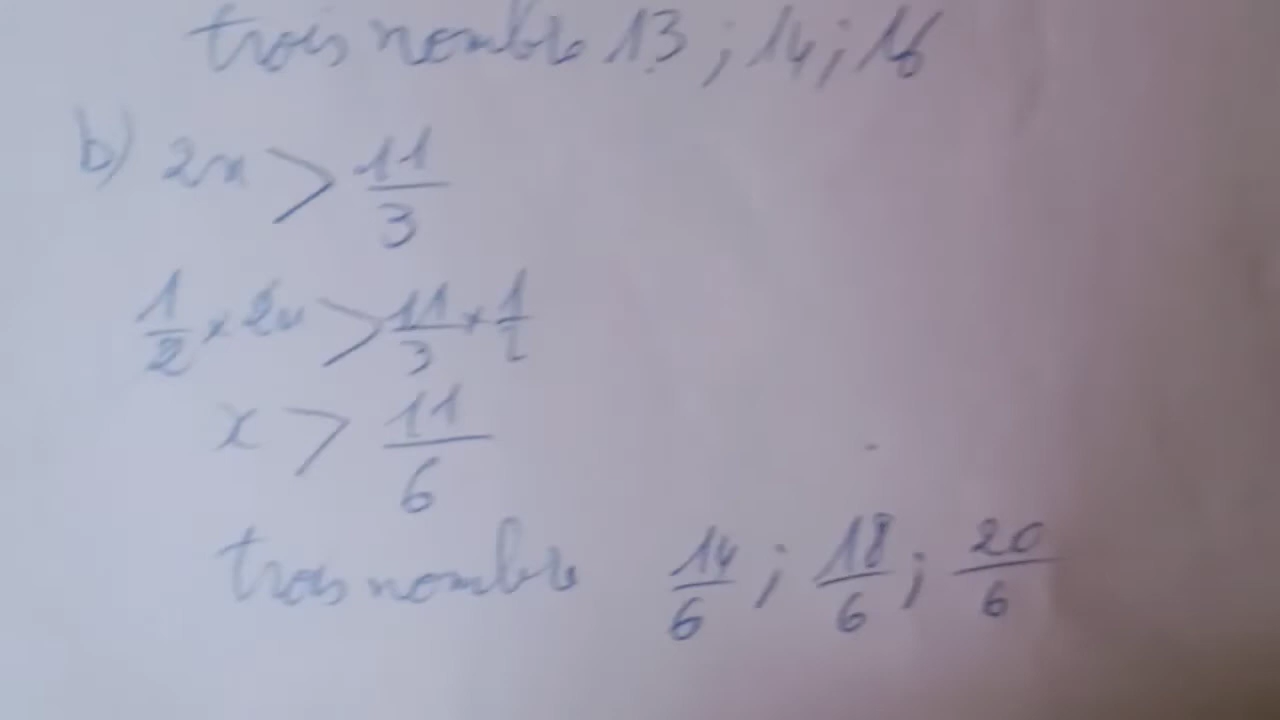 trois nombre 13 ; 14 ; 16
b) 2x > 11/3
1/2 × 2x > 11/3 × 1/2
x > 11/6
trois nombre 14/6 ; 18/6 ; 20/6